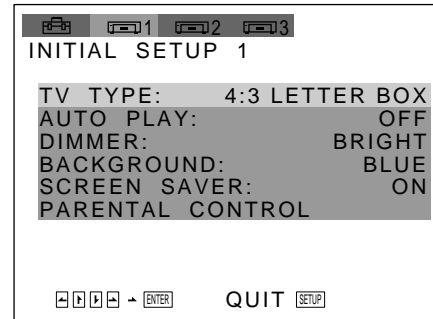 1 2 3
INITIAL SETUP 1
TV TYPE: 4:3 LETTER BOX
AUTO PLAY: OFF
DIMMER: BRIGHT
BACKGROUND: BLUE
SCREEN SAVER: ON
PARENTAL CONTROL
ENTER QUIT SETUP